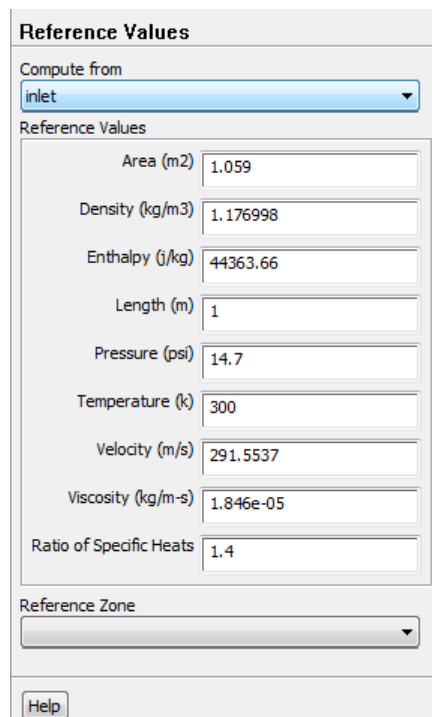 Reference Values
Compute from
inlet
Reference Values
Area (m2) 1.059
Density (kg/m3) 1.176998
Enthalpy (j/kg) 44363.66
Length (m) 1
Pressure (psi) 14.7
Temperature (k) 300
Velocity (m/s) 291.5537
Viscosity (kg/m-s) 1.846e-05
Ratio of Specific Heats 1.4
Reference Zone
Help